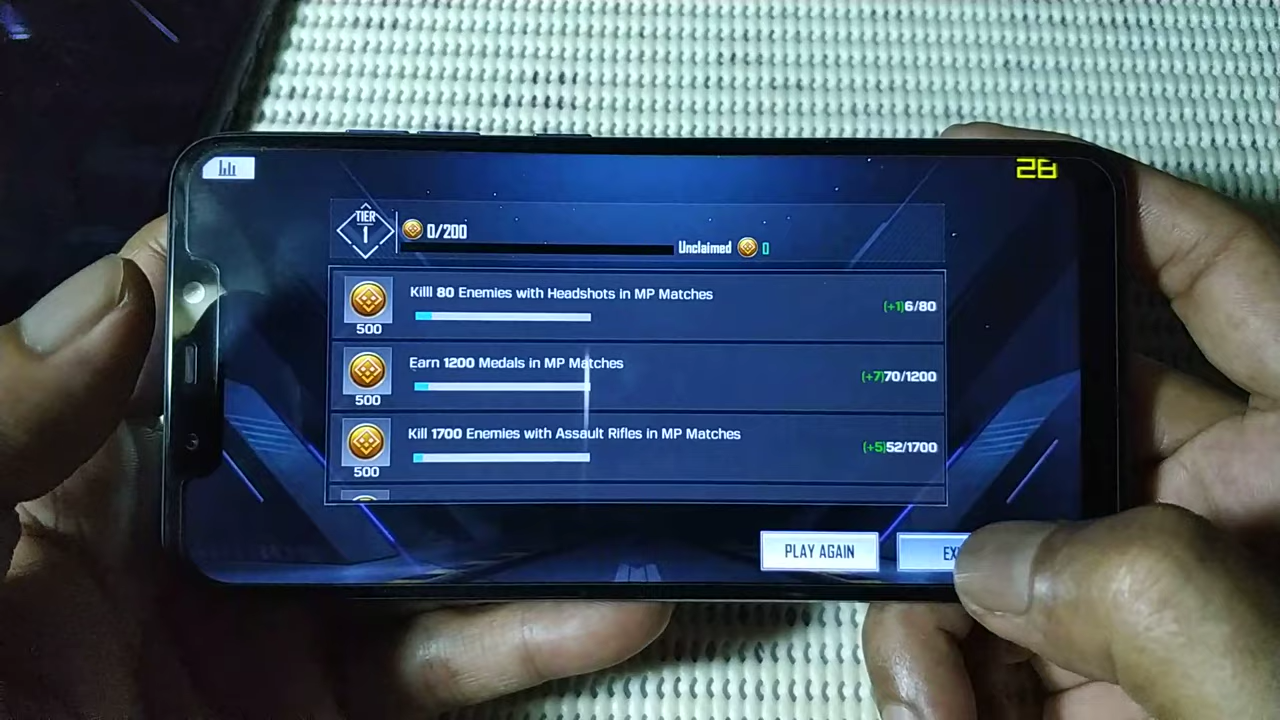 28
TIER
1
0/200
Unclaimed 0
Killl 80 Enemies with Headshots in MP Matches
(+1)6/80
500
Earn 1200 Medals in MP Matches
(+7)70/1200
500
Kill 1700 Enemies with Assault Rifles in MP Matches
(+5)52/1700
500
PLAY AGAIN